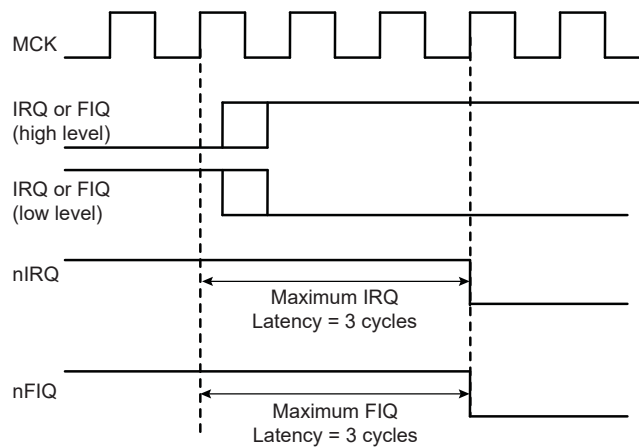 MCK
IRQ or FIQ
(high level)
IRQ or FIQ
(low level)
nIRQ
Maximum IRQ
Latency = 3 cycles
nFIQ
Maximum FIQ
Latency = 3 cycles